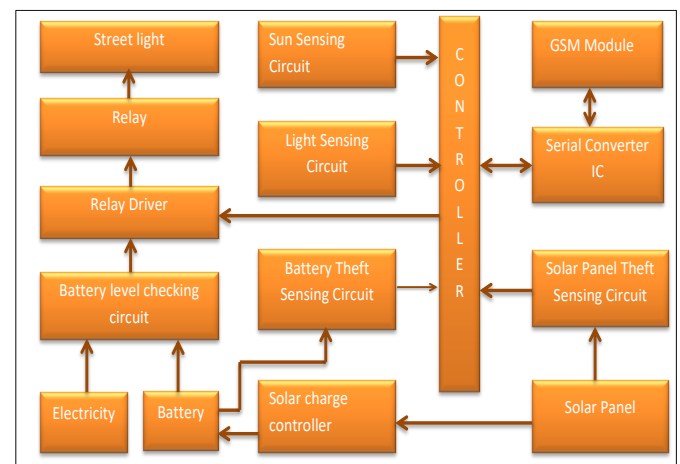 Street light
Relay
Relay Driver
Battery level checking
circuit
Electricity
Battery
Sun Sensing
Circuit
Light Sensing
Circuit
Battery Theft
Sensing Circuit
Solar charge
controller
C
O
N
T
R
O
L
L
E
R
GSM Module
Serial Converter
IC
Solar Panel Theft
Sensing Circuit
Solar Panel